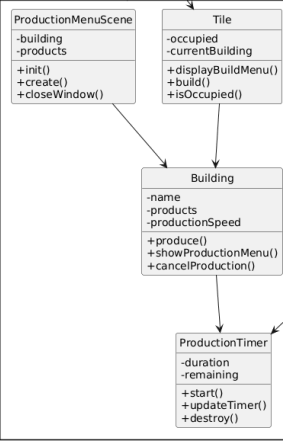 ProductionMenuScene
-building
-products
+init()
+create()
+closeWindow()
Tile
-occupied
-currentBuilding
+displayBuildMenu()
+build()
+isOccupied()
Building
-name
-products
-productionSpeed
+produce()
+showProductionMenu()
+cancelProduction()
ProductionTimer
-duration
-remaining
+start()
+updateTimer()
+destroy()